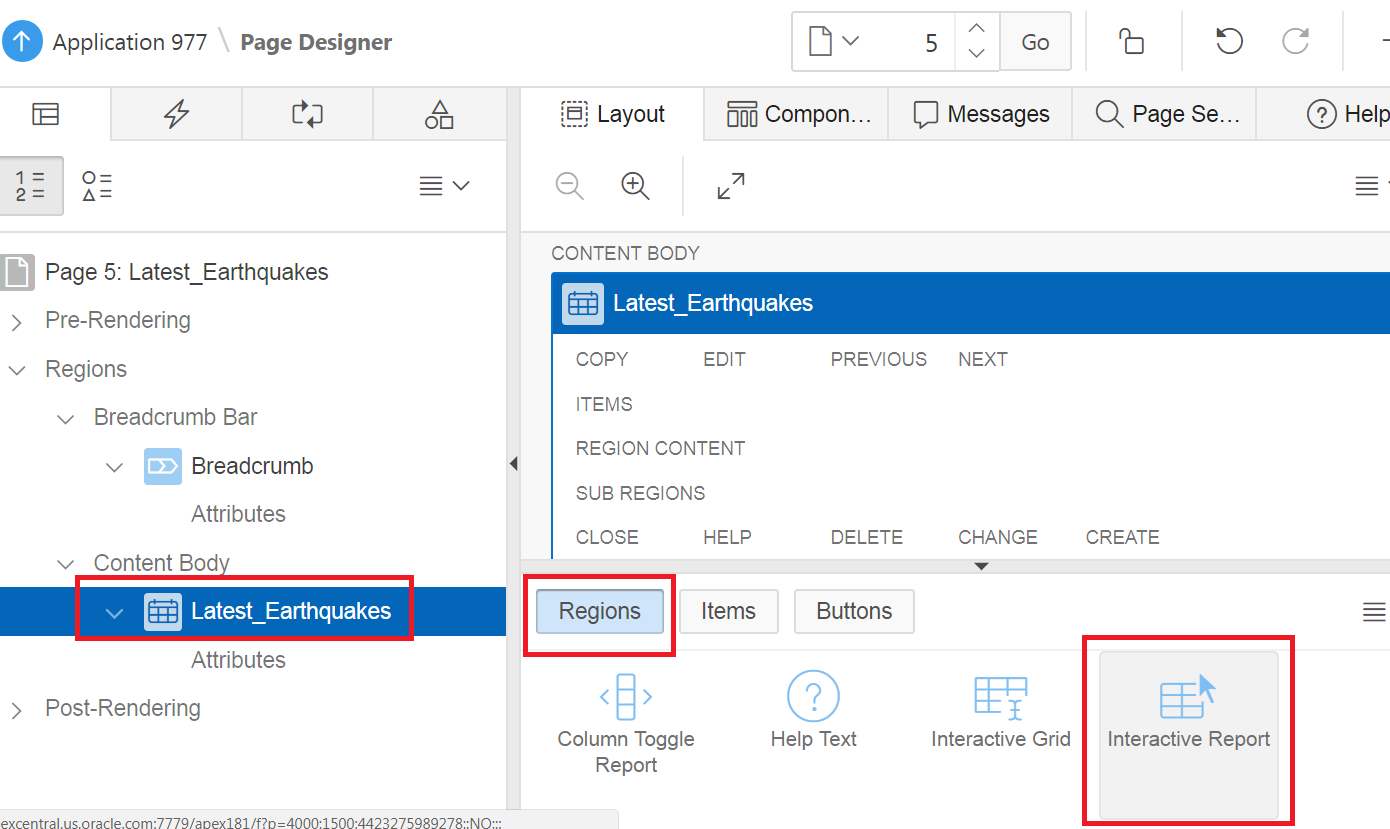 Application 977 \ Page Designer
5
Go
Layout
Compon...
Messages
Page Se...
? Help
1 =
2 =
Page 5: Latest_Earthquakes
Pre-Rendering
Regions
Breadcrumb Bar
Breadcrumb
Attributes
Content Body
Latest_Earthquakes
Attributes
Post-Rendering
excentral.us.oracle.com:7779/apex181/f?p=4000:1500:4423275989278::NO:::
CONTENT BODY
Latest_Earthquakes
COPY EDIT PREVIOUS NEXT
ITEMS
REGION CONTENT
SUB REGIONS
CLOSE HELP DELETE CHANGE CREATE
Regions Items Buttons
Column Toggle
Report
? Help Text
Interactive Grid
Interactive Report